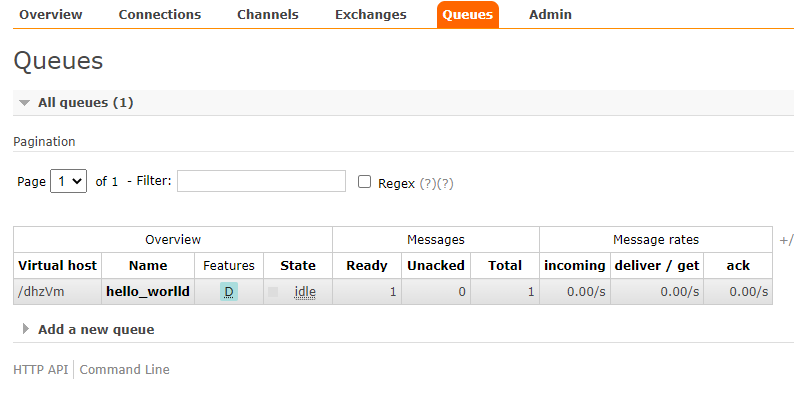 Overview Connections Channels Exchanges Queues Admin
Queues
All queues (1)
Pagination
Page 1 of 1 - Filter: Regex (?)(?)
Overview Messages Message rates +/
Virtual host Name Features State Ready Unacked Total incoming deliver / get ack
/dhzVm hello_worlld D idle 1 0 1 0.00/s 0.00/s 0.00/s
Add a new queue
HTTP API Command Line